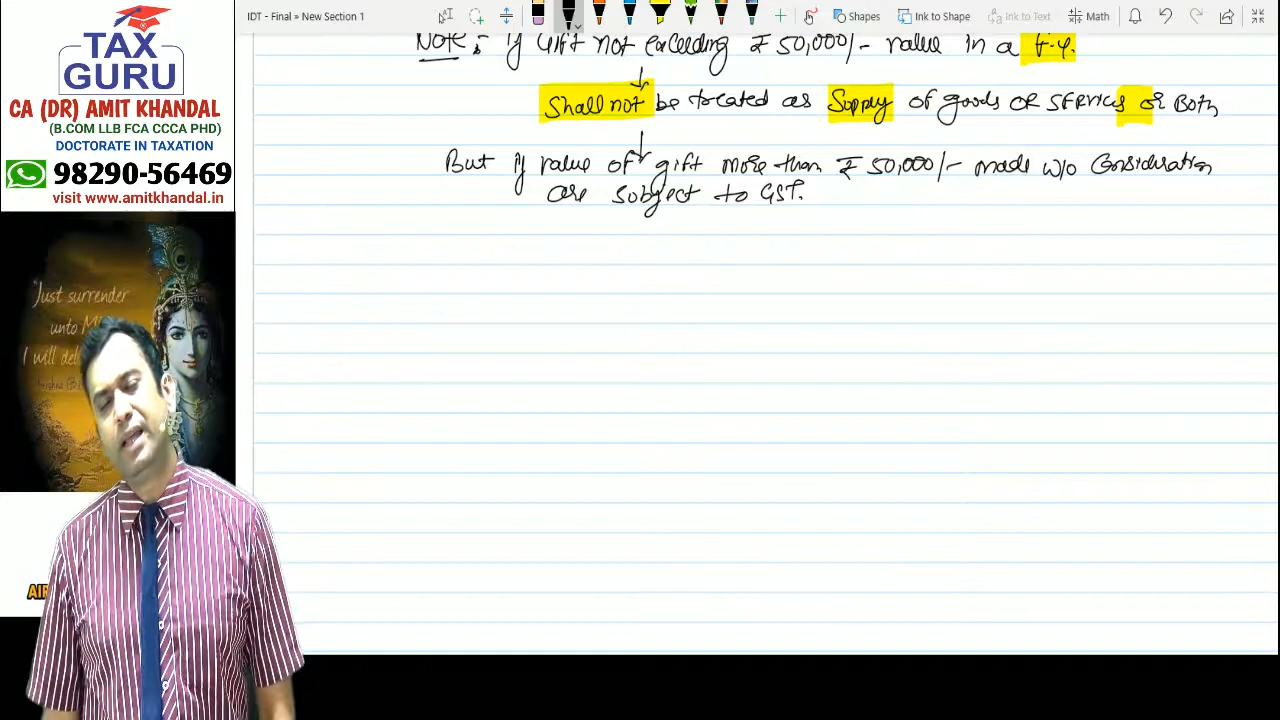 IDT - Final » New Section 1
Shapes
Ink to Shape
Ink to Text
Math
TAX
GURU
CA (DR) AMIT KHANDAL
(B.COM LLB FCA CCCA PHD)
DOCTORATE IN TAXATION
98290-56469
visit www.amitkhandal.in
Note :- if Gift not exceeding ₹ 50,000/- value in a F.Y.
Shall not be treated as Supply of goods or services or Both
But if value of gift more than ₹ 50,000/- made w/o Consideration
are subject to GST.
"Just surrender
unto
I will
AIR